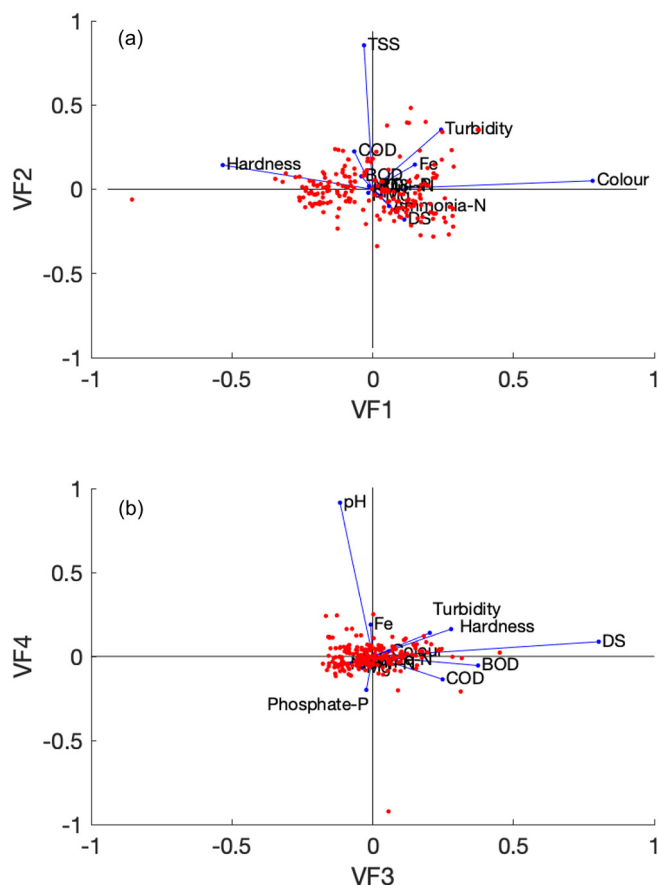 (a)
1
0.5
0
-0.5
-1
VF2
TSS
Turbidity
COD
Fe
Hardness
BOD
Colour
Mg
Ammonia-N
DS
-1 -0.5 0 0.5 1
VF1
(b)
1
0.5
0
-0.5
-1
VF4
pH
Turbidity
Fe
Hardness
DS
Colour
BOD
COD
Phosphate-P
-1 -0.5 0 0.5 1
VF3